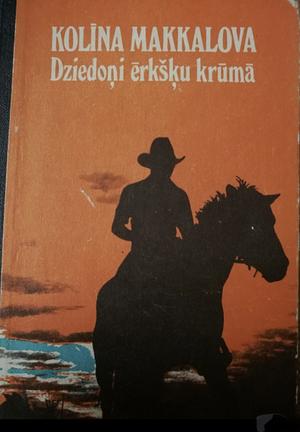 KOLĪNA MAKKALOVA
Dziedoņi ērkšķu krūmā